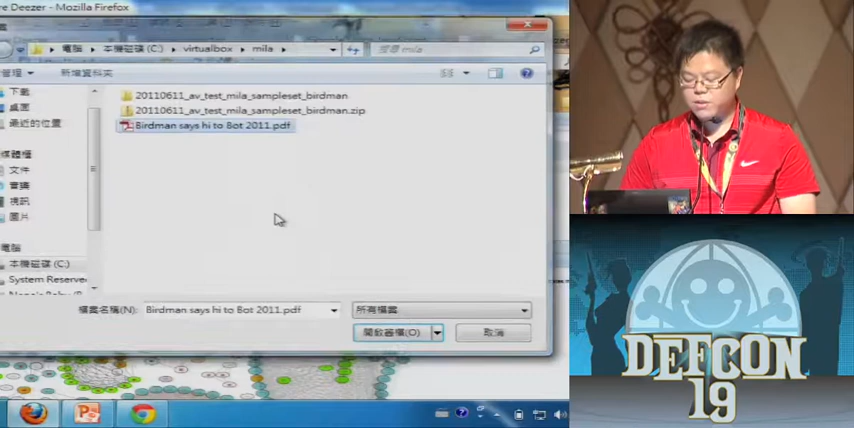 re Deezer - Mozilla Firefox
電腦 ▸ 本機磁碟 (C:) ▸ virtualbox ▸ mila ▸
搜尋 mila
管理 ▾ 新增資料夾
下載
桌面
最近的位置
媒體櫃
文件
音樂
視訊
圖片
電腦
本機磁碟 (C:)
System Reserve
20110611_av_test_mila_sampleset_birdman
20110611_av_test_mila_sampleset_birdman.zip
Birdman says hi to Bot 2011.pdf
檔案名稱(N): Birdman says hi to Bot 2011.pdf
所有檔案
開啟舊檔(O)
取消
DEFCON
19